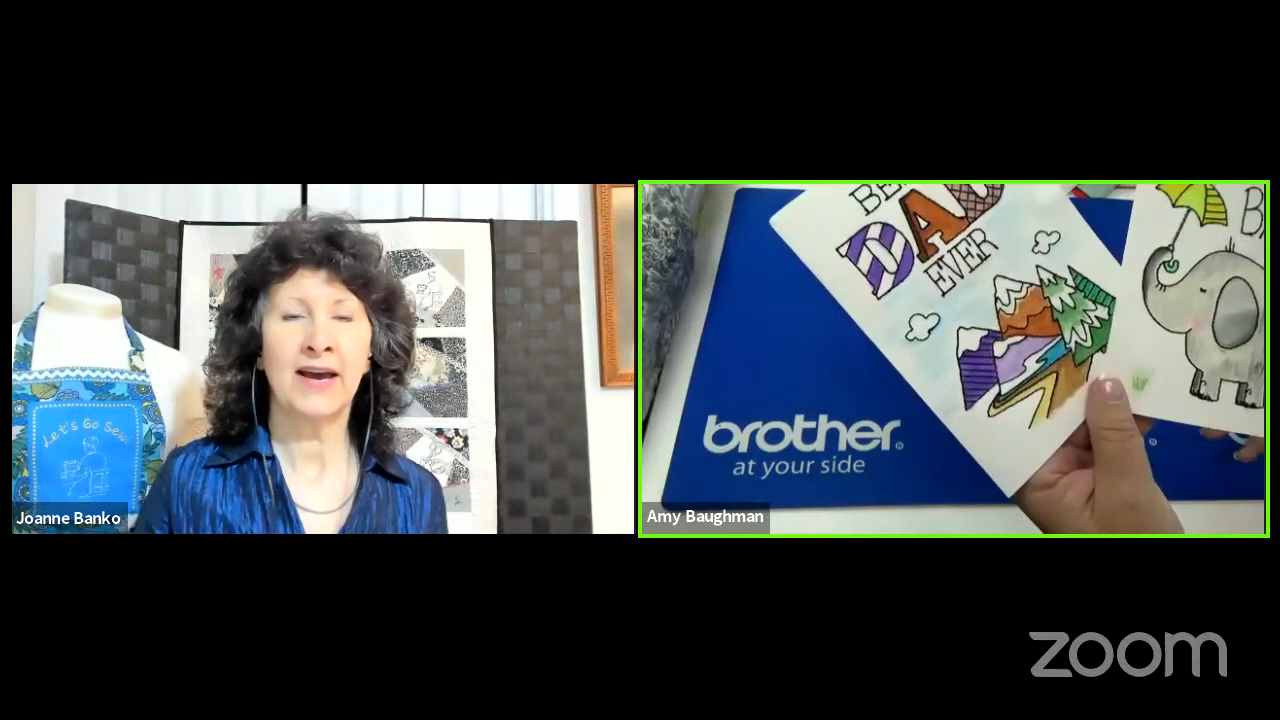 Let's Go Sew!
Joanne Banko
DAD
EVER
brother
at your side
Amy Baughman
zoom